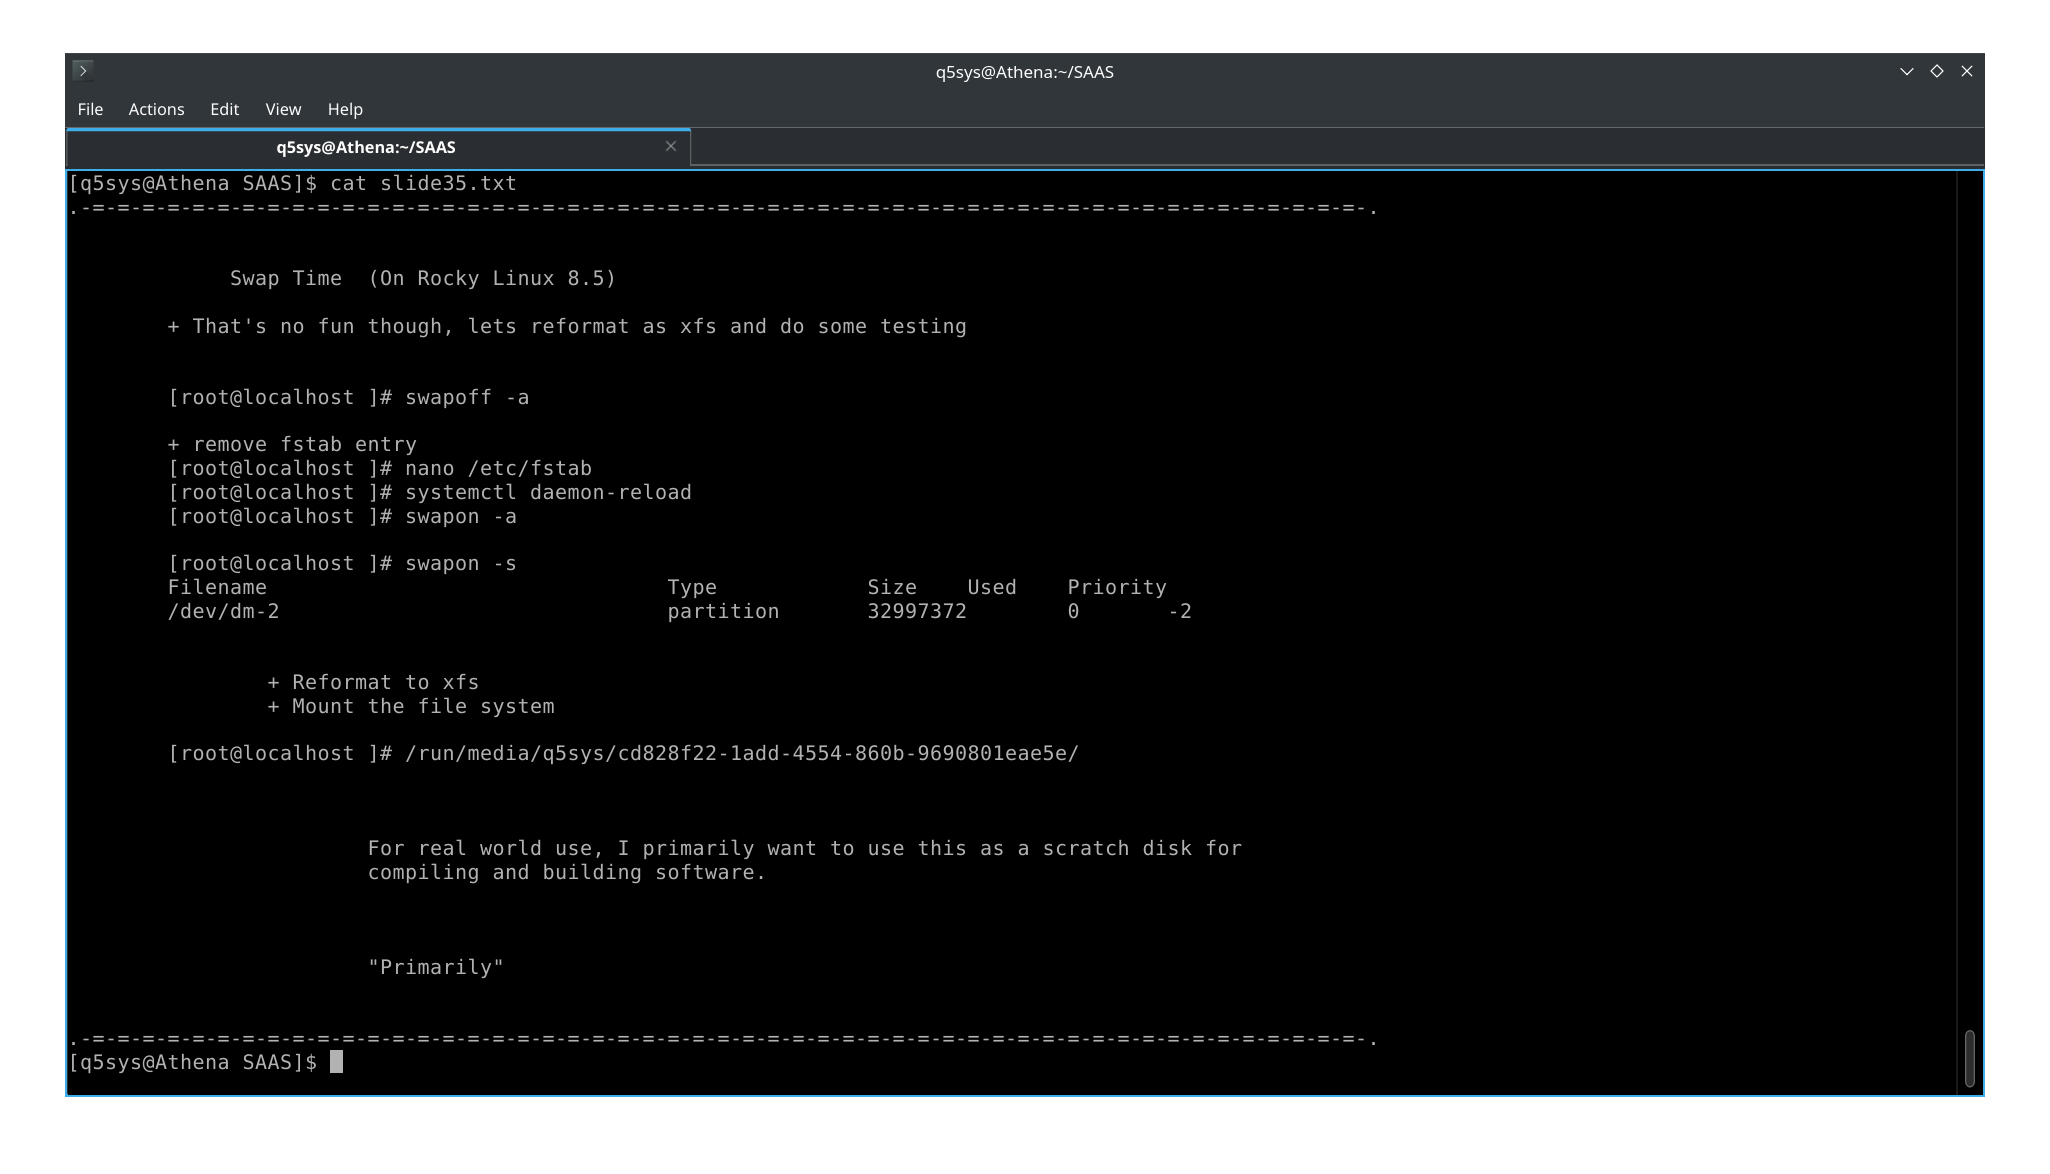 q5sys@Athena:~/SAAS
File Actions Edit View Help
q5sys@Athena:~/SAAS
[q5sys@Athena SAAS]$ cat slide35.txt
.-=-=-=-=-=-=-=-=-=-=-=-=-=-=-=-=-=-=-=-=-=-=-=-=-=-=-=-=-=-=-=-=-=-=-=-=-=-=-=-=-=-=-=-=-=-=-=-=-=-=-=-.
Swap Time  (On Rocky Linux 8.5)
+ That's no fun though, lets reformat as xfs and do some testing
[root@localhost ]# swapoff -a
+ remove fstab entry
[root@localhost ]# nano /etc/fstab
[root@localhost ]# systemctl daemon-reload
[root@localhost ]# swapon -a
[root@localhost ]# swapon -s
Filename Type Size Used Priority
/dev/dm-2 partition 32997372 0 -2
+ Reformat to xfs
+ Mount the file system
[root@localhost ]# /run/media/q5sys/cd828f22-1add-4554-860b-9690801eae5e/
For real world use, I primarily want to use this as a scratch disk for
compiling and building software.
"Primarily"
.-=-=-=-=-=-=-=-=-=-=-=-=-=-=-=-=-=-=-=-=-=-=-=-=-=-=-=-=-=-=-=-=-=-=-=-=-=-=-=-=-=-=-=-=-=-=-=-=-=-=-=-.
[q5sys@Athena SAAS]$